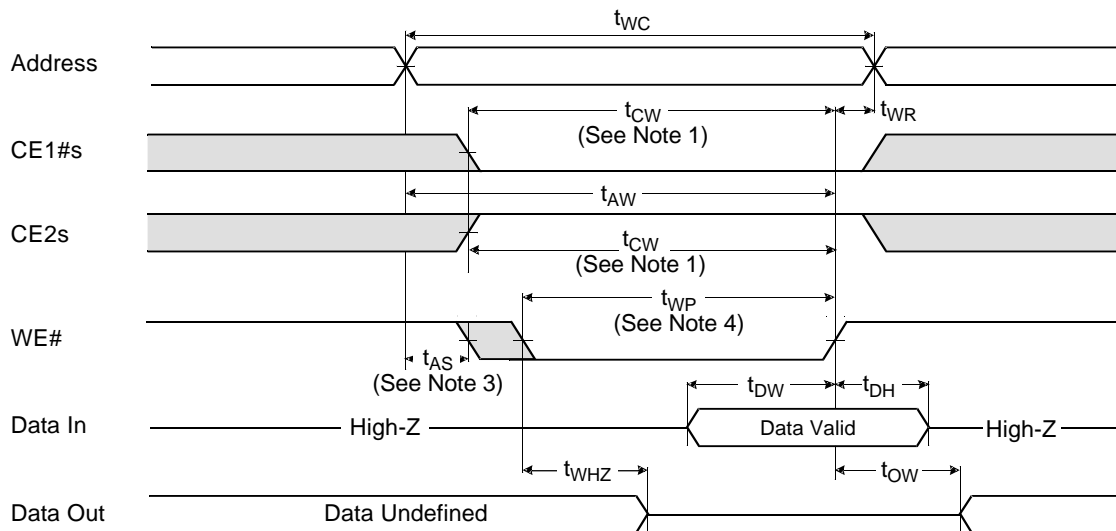 tWC
Address
tCW
(See Note 1)
tWR
CE1#s
tAW
CE2s
tCW
(See Note 1)
tWP
(See Note 4)
WE#
tAS
(See Note 3)
tDW
tDH
Data In
High-Z
Data Valid
High-Z
tWHZ
tOW
Data Out
Data Undefined